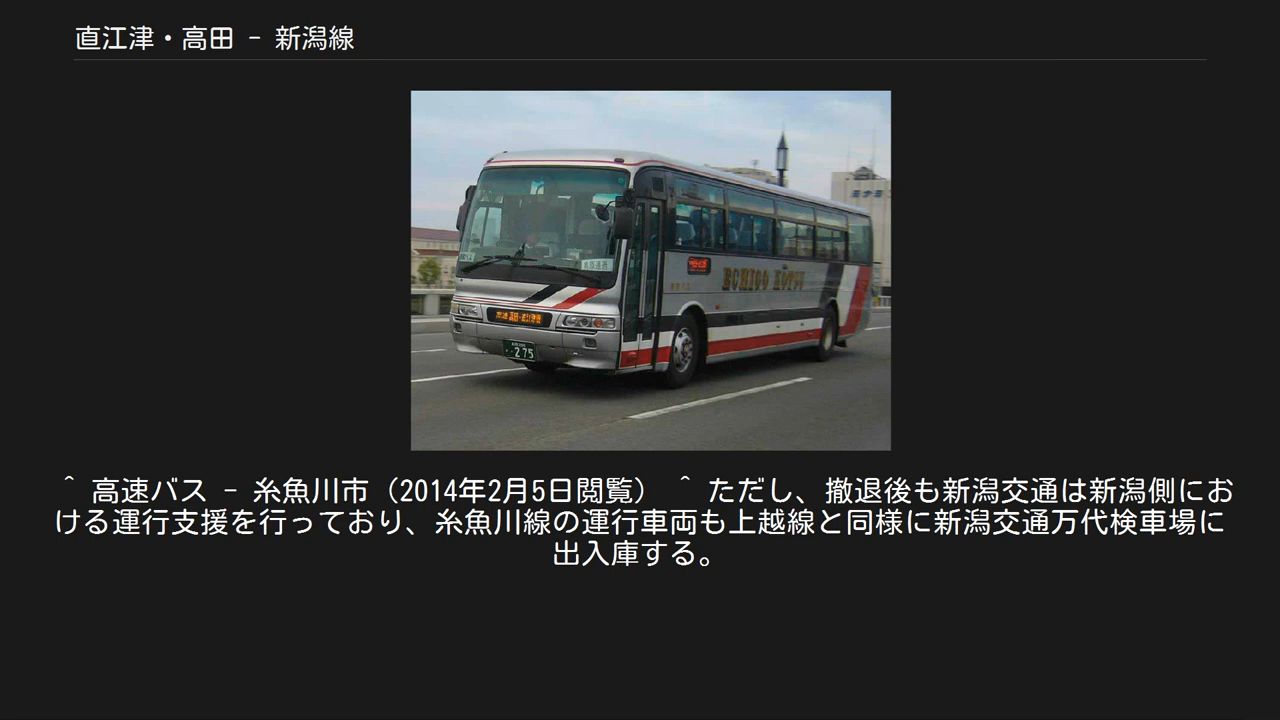 直江津・高田 - 新潟線
ECHIGO KOTSU
275
^ 高速バス - 糸魚川市（2014年2月5日閲覧） ^ ただし、撤退後も新潟交通は新潟側にお
ける運行支援を行っており、糸魚川線の運行車両も上越線と同様に新潟交通万代検車場に
出入庫する。